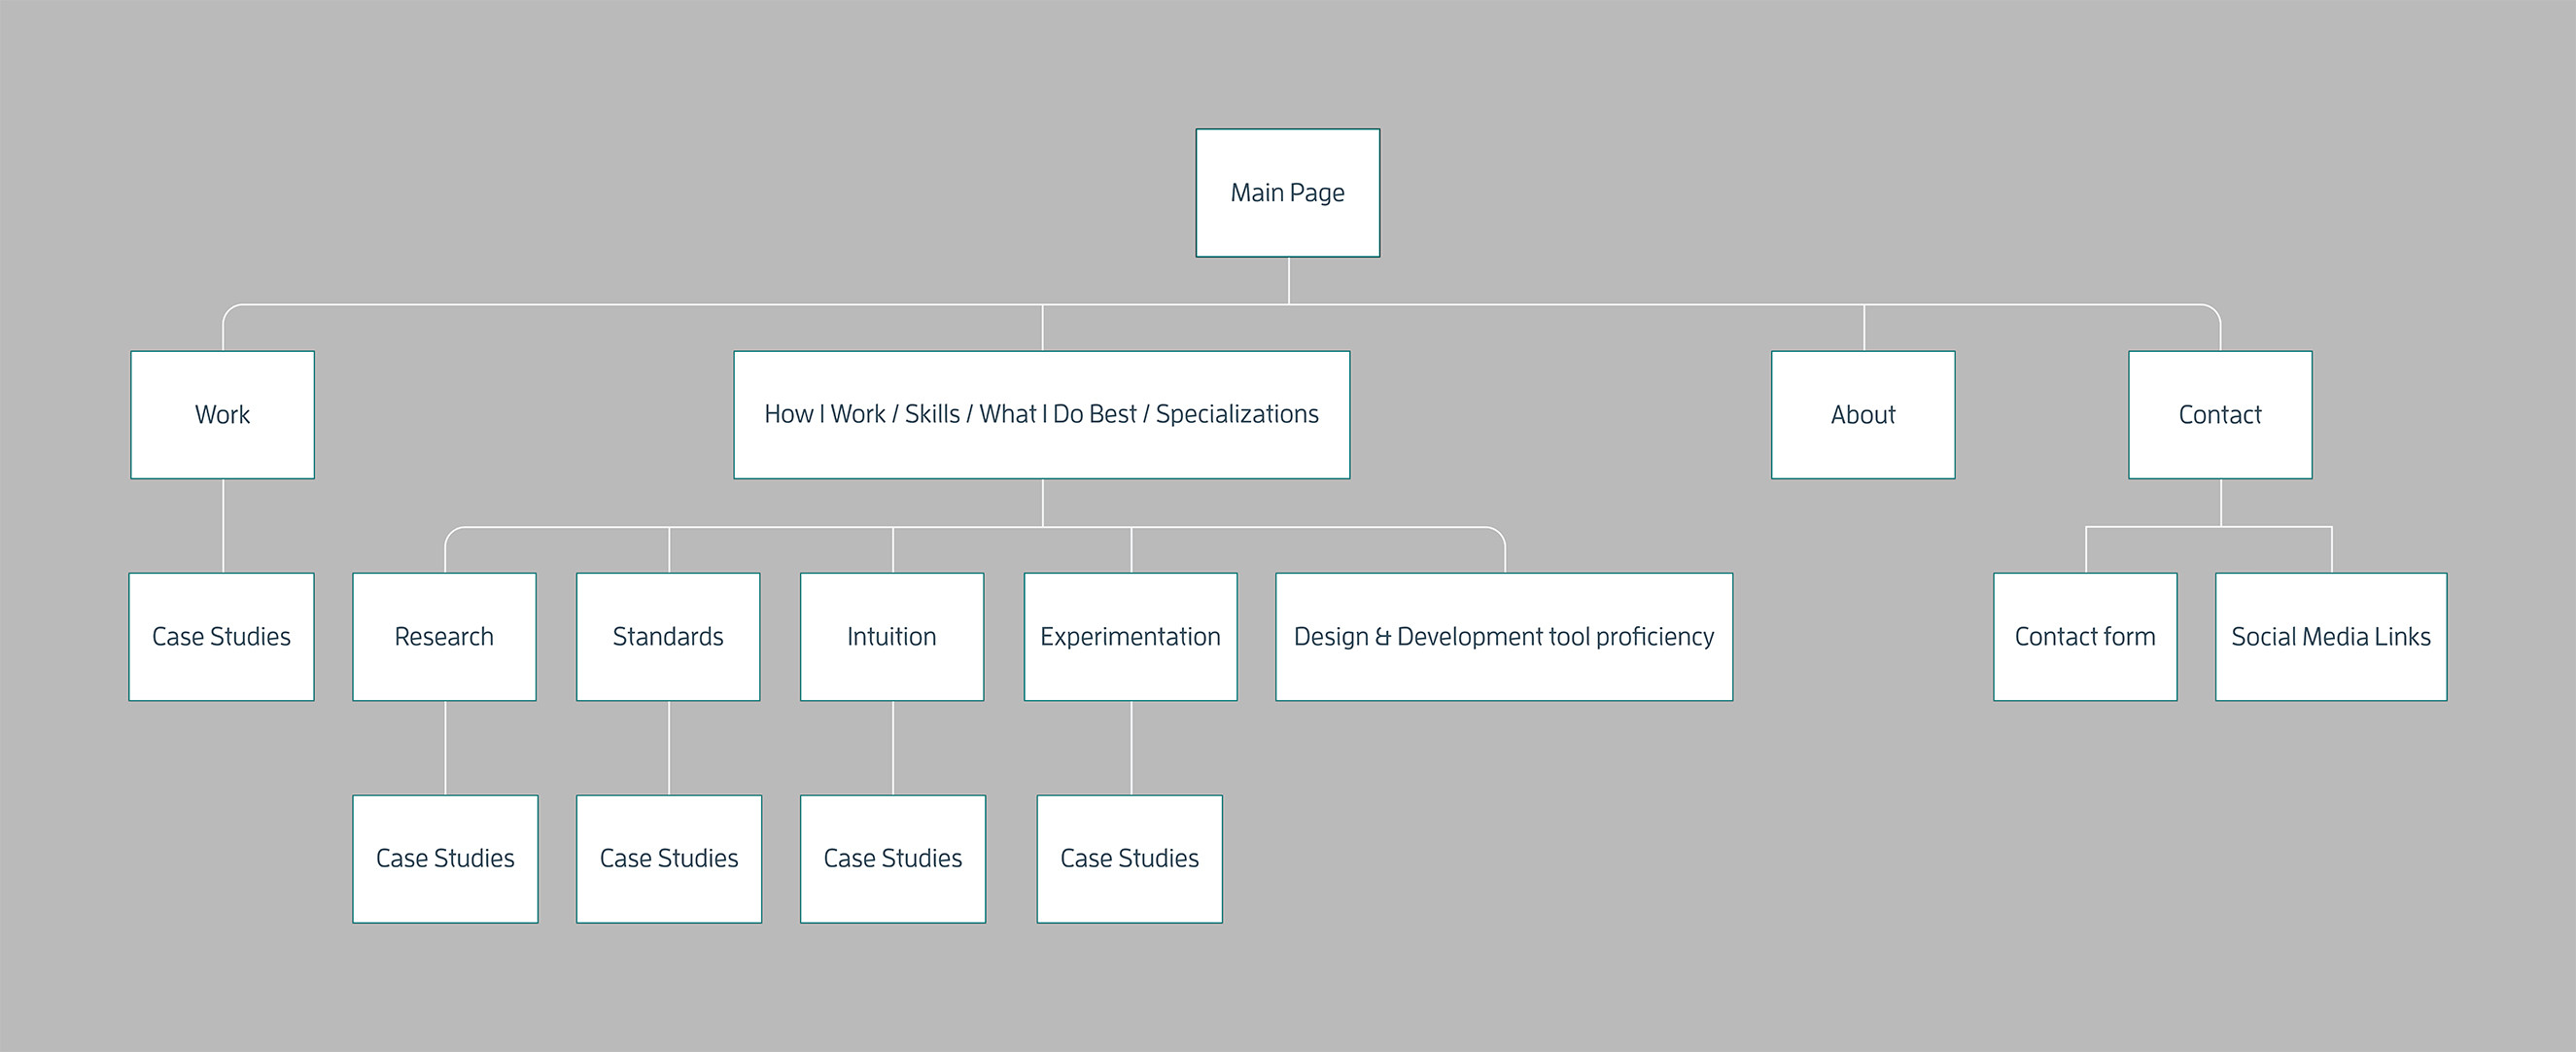 Main Page
Work
How I Work / Skills / What I Do Best / Specializations
About
Contact
Case Studies
Research
Standards
Intuition
Experimentation
Design & Development tool proficiency
Contact form
Social Media Links
Case Studies
Case Studies
Case Studies
Case Studies